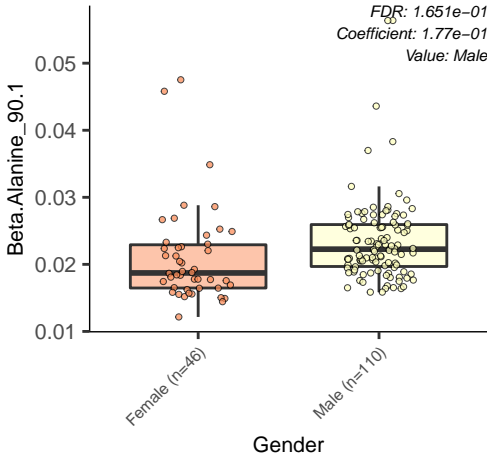 FDR: 1.651e-01
Coefficient: 1.77e-01
Value: Male
0.05
0.04
0.03
0.02
0.01
Beta.Alanine_90.1
Female (n=46)
Male (n=110)
Gender